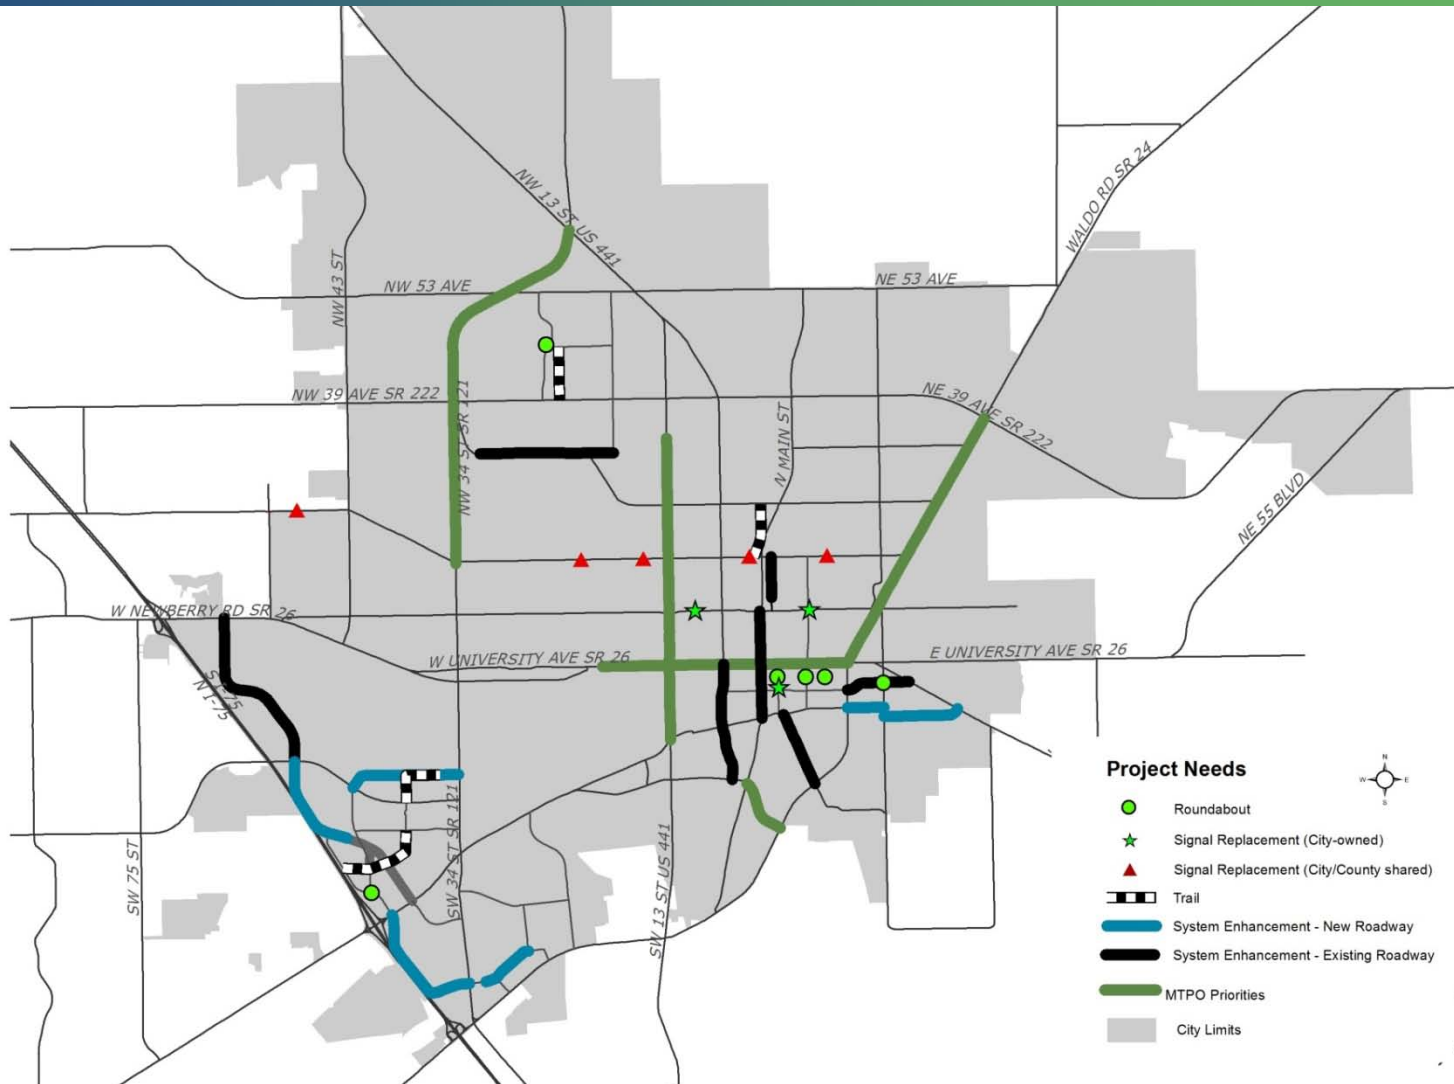 NW 13 ST US 441
WALDO RD SR 24
NW 43 ST
NW 53 AVE
NE 53 AVE
NW 39 AVE SR 222
NW 34 ST SR 121
N MAIN ST
NE 39 AVE SR 222
NE 55 BLVD
W NEWBERRY RD SR 26
W UNIVERSITY AVE SR 26
E UNIVERSITY AVE SR 26
S I-75
N I-75
SW 75 ST
SW 34 ST SR 121
SW 13 ST US 441
Project Needs
N
W
E
S
Roundabout
Signal Replacement (City-owned)
Signal Replacement (City/County shared)
Trail
System Enhancement - New Roadway
System Enhancement - Existing Roadway
MTPO Priorities
City Limits